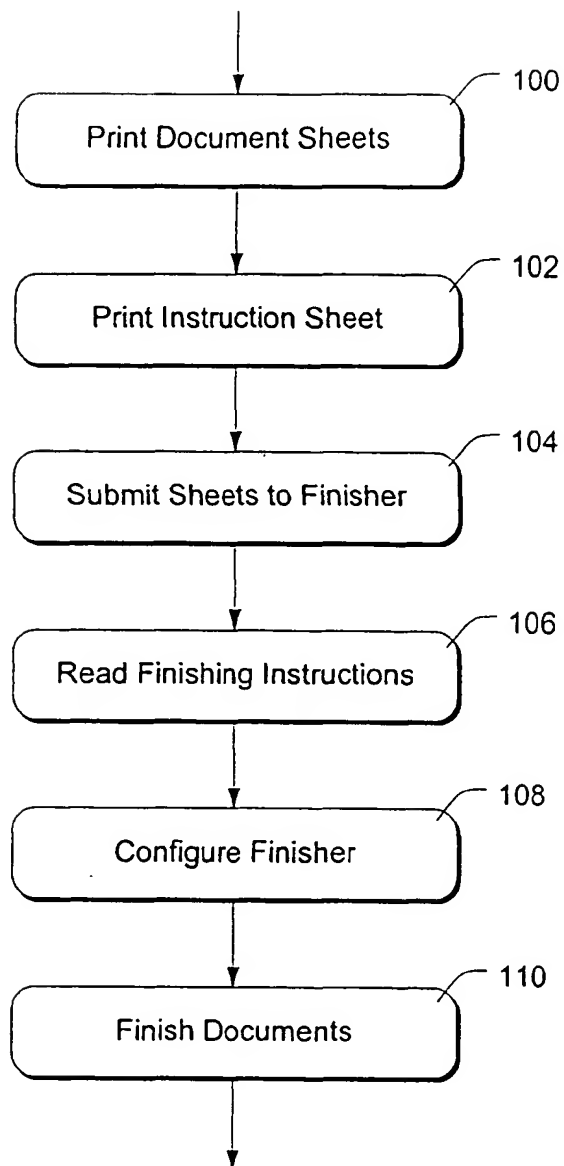 100
Print Document Sheets
102
Print Instruction Sheet
104
Submit Sheets to Finisher
106
Read Finishing Instructions
108
Configure Finisher
110
Finish Documents